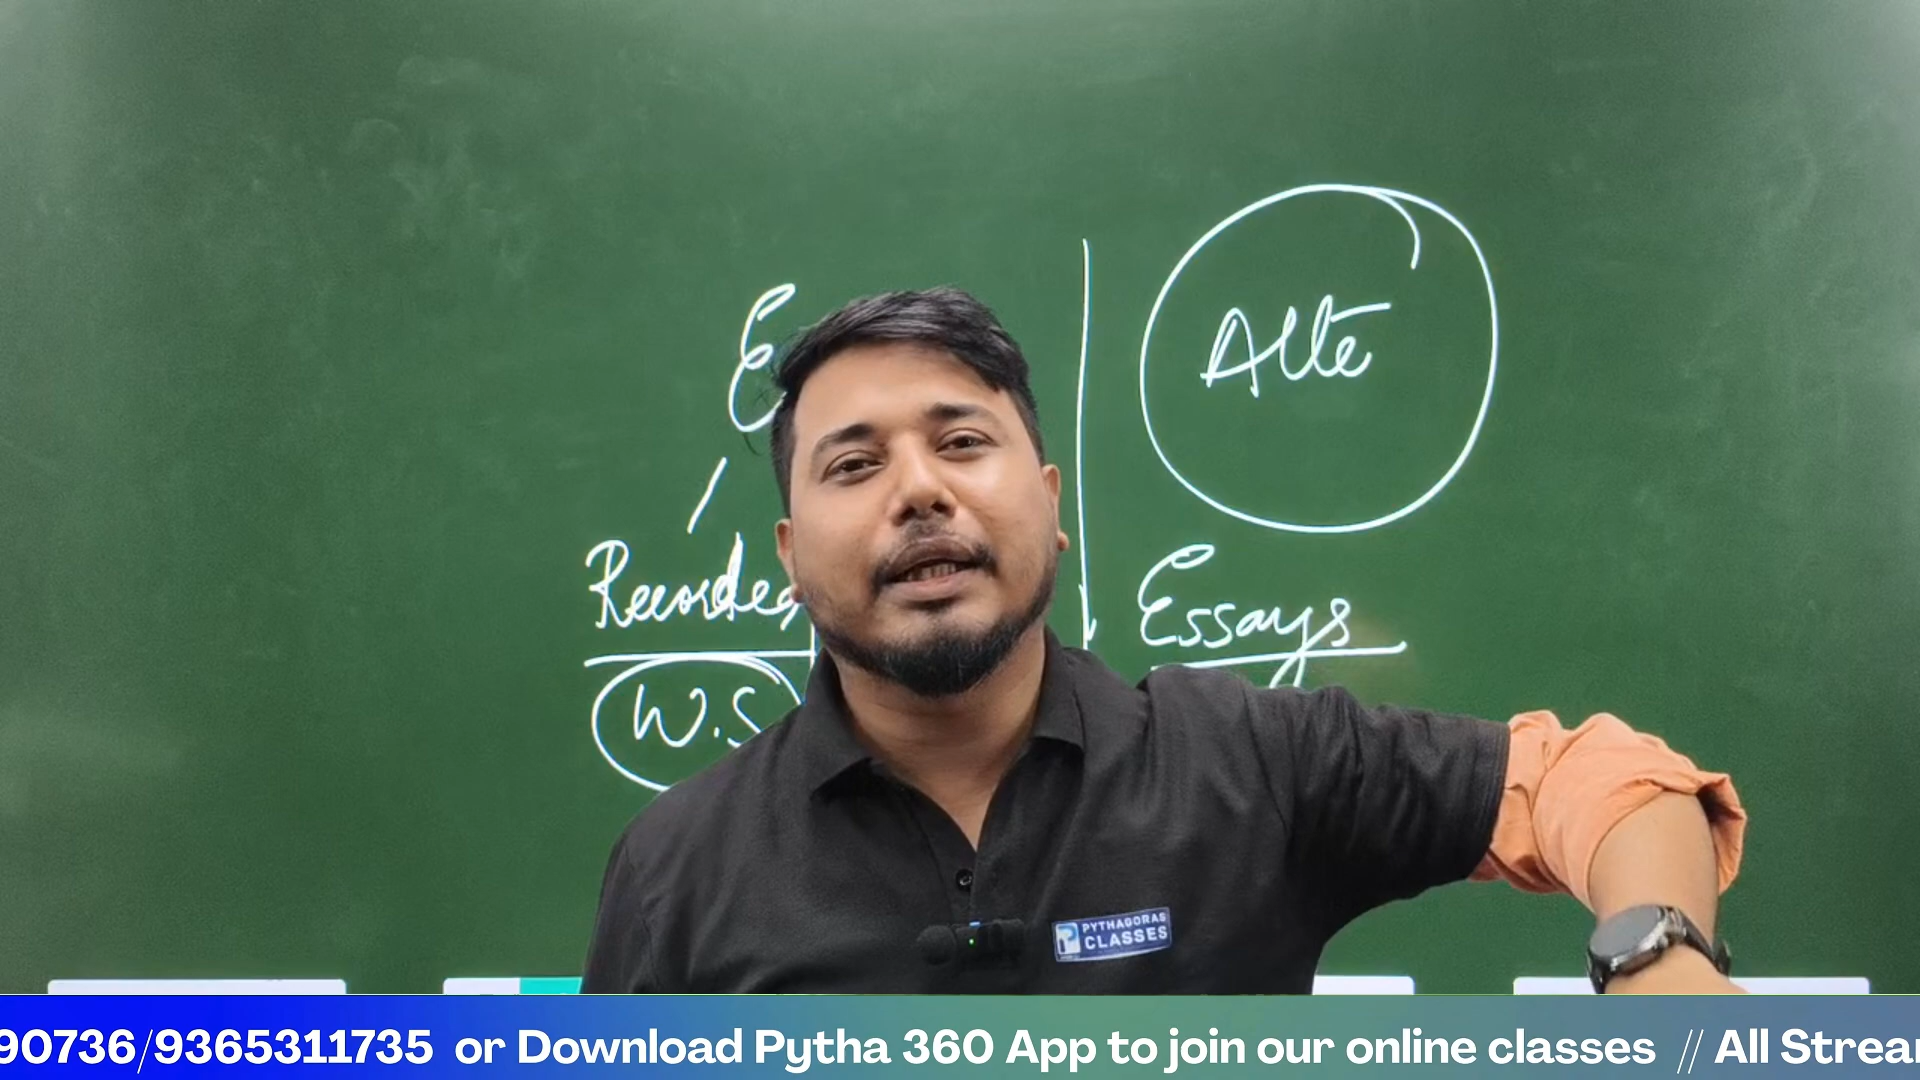 E
Alte
Recorded
Essays
W.S
PYTHAGORAS
CLASSES
90736/9365311735 or Download Pytha 360 App to join our online classes // All Strea